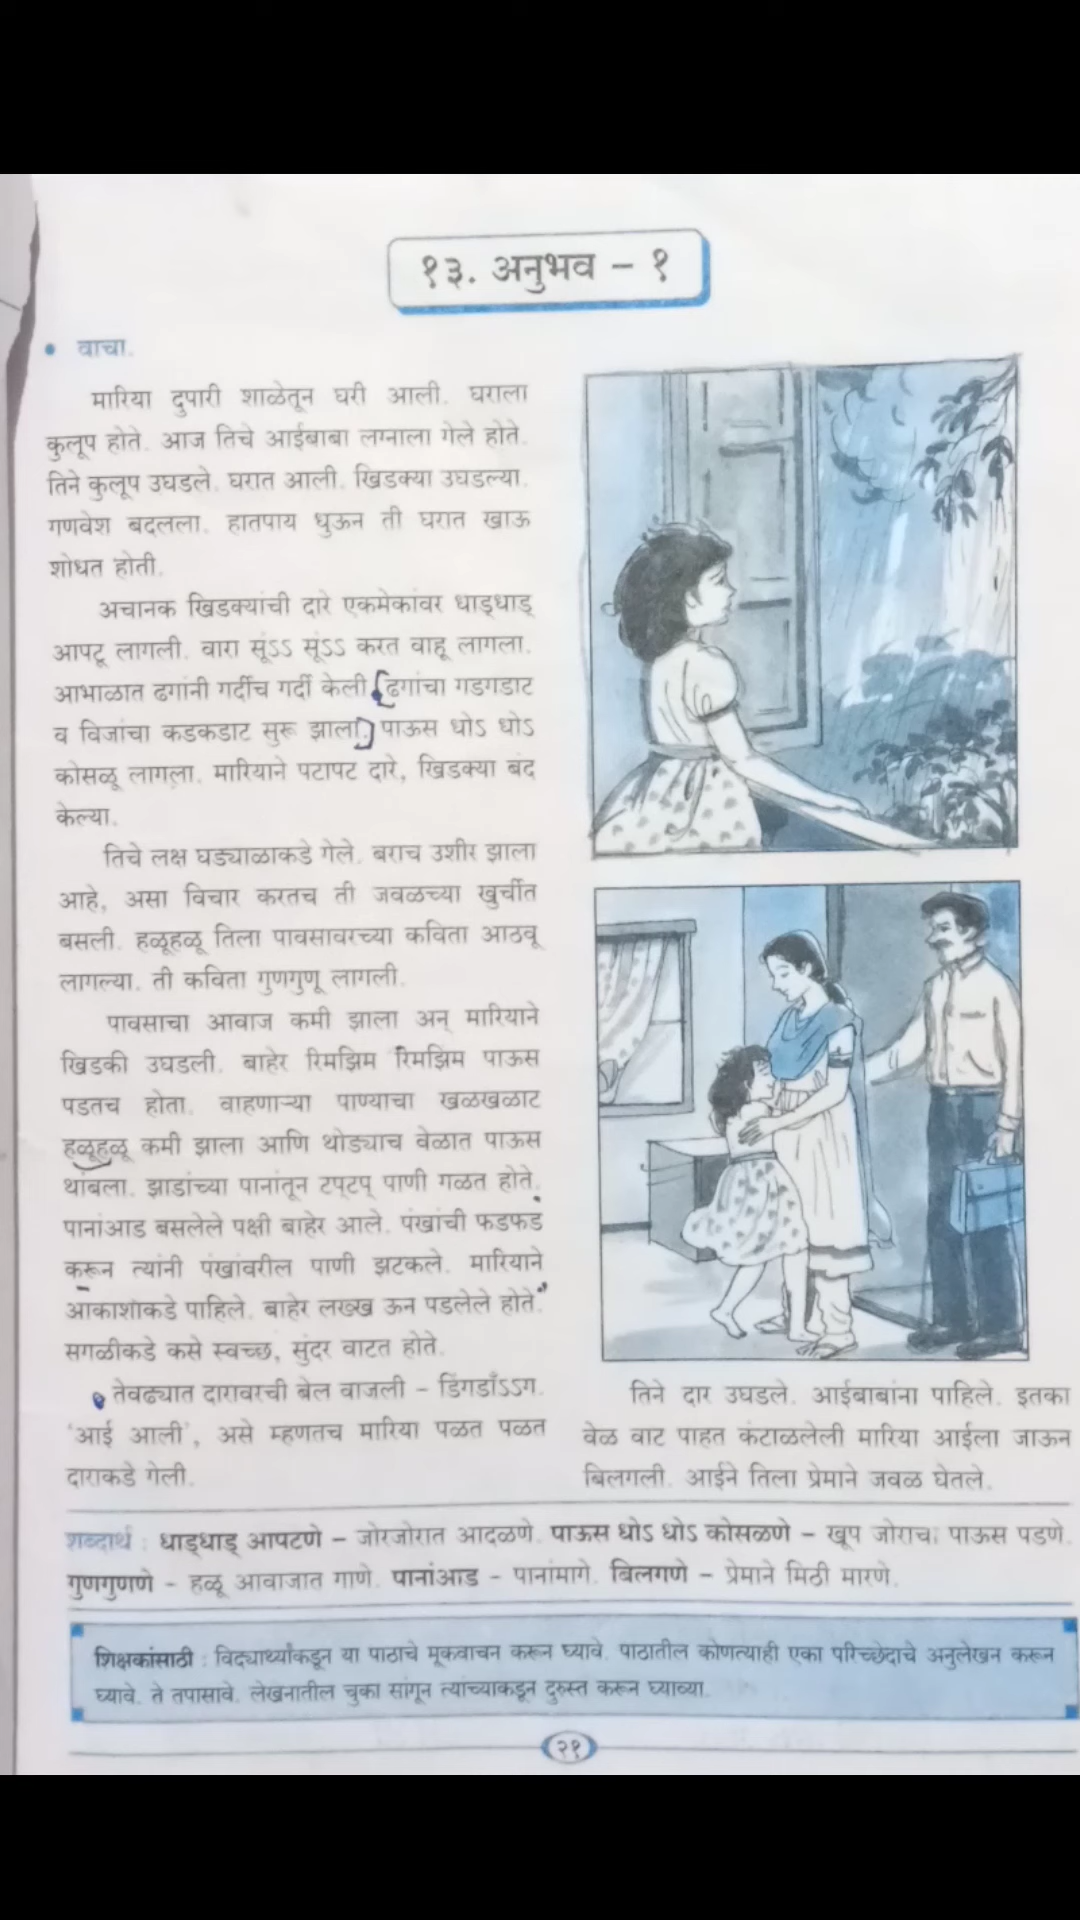 १३. अनुभव – १
• वाचा.
मारिया दुपारी शाळेतून घरी आली. घराला
कुलूप होते. आज तिचे आईबाबा लग्नाला गेले होते.
तिने कुलूप उघडले. घरात आली. खिडक्या उघडल्या.
गणवेश बदलला. हातपाय धुऊन ती घरात खाऊ
शोधत होती.
अचानक खिडक्यांची दारे एकमेकांवर धाड्धाड्
आपटू लागली. वारा सूंऽऽ सूंऽऽ करत वाहू लागला.
आभाळात ढगांनी गर्दीच गर्दी केली. ढगांचा गडगडाट
व विजांचा कडकडाट सुरू झाला. पाऊस धोऽ धोऽ
कोसळू लागला. मारियाने पटापट दारे, खिडक्या बंद
केल्या.
तिचे लक्ष घड्याळाकडे गेले. बराच उशीर झाला
आहे, असा विचार करतच ती जवळच्या खुर्चीत
बसली. हळूहळू तिला पावसावरच्या कविता आठवू
लागल्या. ती कविता गुणगुणू लागली.
पावसाचा आवाज कमी झाला अन् मारियाने
खिडकी उघडली. बाहेर रिमझिम रिमझिम पाऊस
पडतच होता. वाहणाऱ्या पाण्याचा खळखळाट
हळूहळू कमी झाला आणि थोड्याच वेळात पाऊस
थांबला. झाडांच्या पानांतून टप्टप् पाणी गळत होते.
पानांआड बसलेले पक्षी बाहेर आले. पंखांची फडफड
करून त्यांनी पंखांवरील पाणी झटकले. मारियाने
आकाशाकडे पाहिले. बाहेर लख्ख ऊन पडलेले होते.
सगळीकडे कसे स्वच्छ, सुंदर वाटत होते.
तेवढ्यात दारावरची बेल वाजली – डिंगडाँऽऽग.
'आई आली', असे म्हणतच मारिया पळत पळत
दाराकडे गेली.
तिने दार उघडले. आईबाबांना पाहिले. इतका
वेळ वाट पाहत कंटाळलेली मारिया आईला जाऊन
बिलगली. आईने तिला प्रेमाने जवळ घेतले.
शब्दार्थ : धाड्धाड् आपटणे – जोरजोरात आदळणे. पाऊस धोऽ धोऽ कोसळणे – खूप जोराचा पाऊस पडणे.
गुणगुणणे – हळू आवाजात गाणे. पानांआड – पानांमागे. बिलगणे – प्रेमाने मिठी मारणे.
शिक्षकांसाठी : विद्यार्थ्यांकडून या पाठाचे मूकवाचन करून घ्यावे. पाठातील कोणत्याही एका परिच्छेदाचे अनुलेखन करून
घ्यावे. ते तपासावे. लेखनातील चुका सांगून त्यांच्याकडून दुरुस्त करून घ्याव्या.
२१